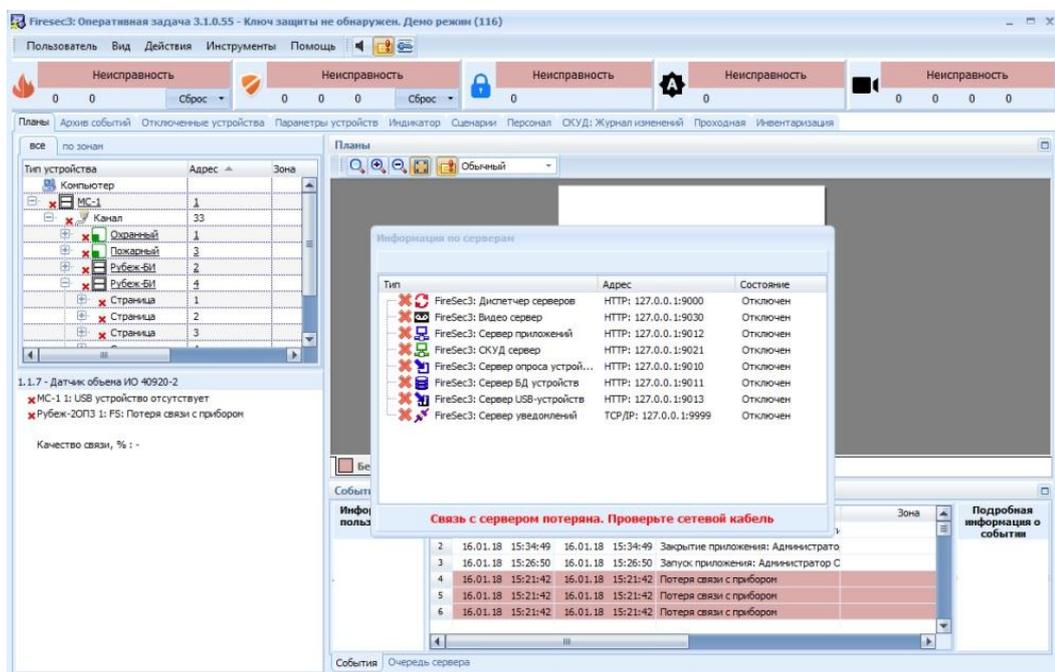 Firesec3: Оперативная задача 3.1.0.55 - Ключ защиты не обнаружен. Демо режим (116)
Пользователь Вид Действия Инструменты Помощь
Неисправность Неисправность Неисправность Неисправность Неисправность
0 0 Сброс 0 0 0 Сброс 0 0 0 0 0 0
Планы Архив событий Отключенные устройства Параметры устройств Индикатор Сценарии Персонал СКУД: Журнал изменений Проходная Инвентаризация
все по зонам
Тип устройства Адрес Зона
Компьютер
МС-1 1
Канал 33
Охранный 1
Пожарный 3
Рубеж-БИ 2
Рубеж-БИ 4
Страница 1
Страница 2
Страница 3
1.1.7 - Датчик объема ИО 40920-2
МС-1 1: USB устройство отсутствует
Рубеж-2ОП3 1: FS: Потеря связи с прибором
Качество связи, % : -
Планы
Обычный
Информация по серверам
Тип Адрес Состояние
FireSec3: Диспетчер серверов HTTP: 127.0.0.1:9000 Отключен
FireSec3: Видео сервер HTTP: 127.0.0.1:9030 Отключен
FireSec3: Сервер приложений HTTP: 127.0.0.1:9012 Отключен
FireSec3: СКУД сервер HTTP: 127.0.0.1:9021 Отключен
FireSec3: Сервер опроса устрой... HTTP: 127.0.0.1:9010 Отключен
FireSec3: Сервер БД устройств HTTP: 127.0.0.1:9011 Отключен
FireSec3: Сервер USB-устройств HTTP: 127.0.0.1:9013 Отключен
FireSec3: Сервер уведомлений TCP/IP: 127.0.0.1:9999 Отключен
Связь с сервером потеряна. Проверьте сетевой кабель
Бе
Событи
Инфор
польз
Зона
Подробная
информация о
событии
2 16.01.18 15:34:49 16.01.18 15:34:49 Закрытие приложения: Администрато
3 16.01.18 15:26:50 16.01.18 15:26:50 Запуск приложения: Администратор С
4 16.01.18 15:21:42 16.01.18 15:21:42 Потеря связи с прибором
5 16.01.18 15:21:42 16.01.18 15:21:42 Потеря связи с прибором
6 16.01.18 15:21:42 16.01.18 15:21:42 Потеря связи с прибором
События Очередь сервера